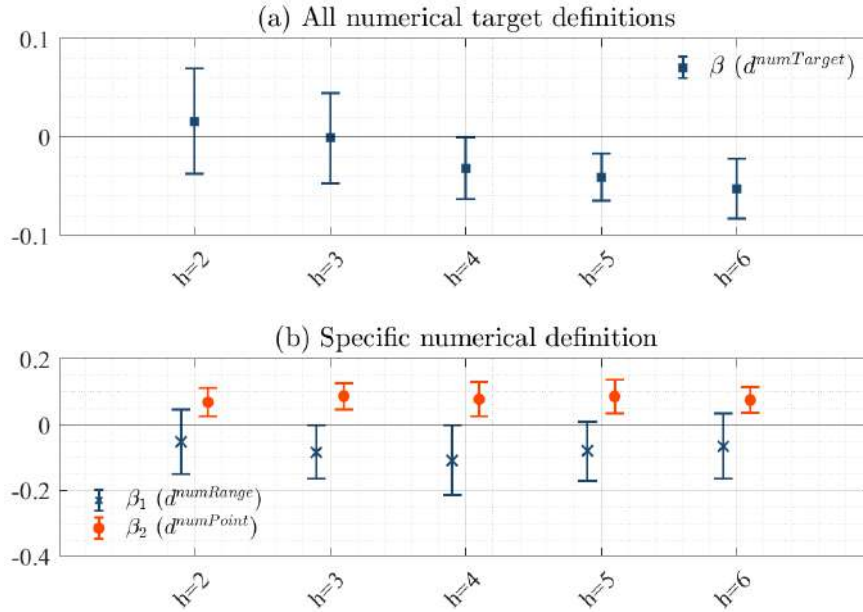 (a) All numerical target definitions
0.1
β (d^numTarget)
0
-0.1
h=2 h=3 h=4 h=5 h=6
(b) Specific numerical definition
0.2
0
-0.2
β₁ (d^numRange)
β₂ (d^numPoint)
-0.4
h=2 h=3 h=4 h=5 h=6